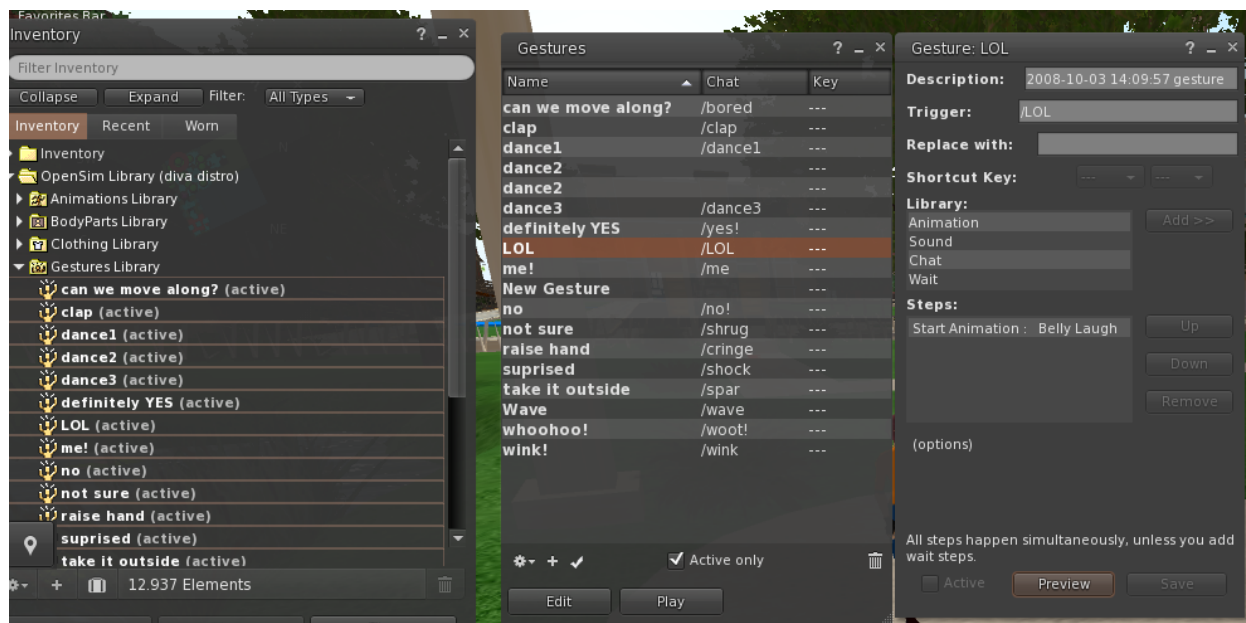 Favorites Bar
Inventory ? _ ×
Filter Inventory
Collapse Expand Filter: All Types
Inventory Recent Worn
Inventory
OpenSim Library (diva distro)
Animations Library
BodyParts Library
Clothing Library
Gestures Library
can we move along? (active)
clap (active)
dance1 (active)
dance2 (active)
dance3 (active)
definitely YES (active)
LOL (active)
me! (active)
no (active)
not sure (active)
raise hand (active)
suprised (active)
take it outside (active)
12.937 Elements
Gestures ? _ ×
Name Chat Key
can we move along? /bored ---
clap /clap ---
dance1 /dance1 ---
dance2 ---
dance2 ---
dance3 /dance3 ---
definitely YES /yes! ---
LOL /LOL ---
me! /me ---
New Gesture ---
no /no! ---
not sure /shrug ---
raise hand /cringe ---
suprised /shock ---
take it outside /spar ---
Wave /wave ---
whoohoo! /woot! ---
wink! /wink ---
Active only
Edit Play
Gesture: LOL ? _ ×
Description: 2008-10-03 14:09:57 gesture
Trigger: /LOL
Replace with:
Shortcut Key: --- ---
Library:
Animation Add >>
Sound
Chat
Wait
Steps:
Start Animation : Belly Laugh Up
Down
Remove
(options)
All steps happen simultaneously, unless you add
wait steps.
Active Preview Save